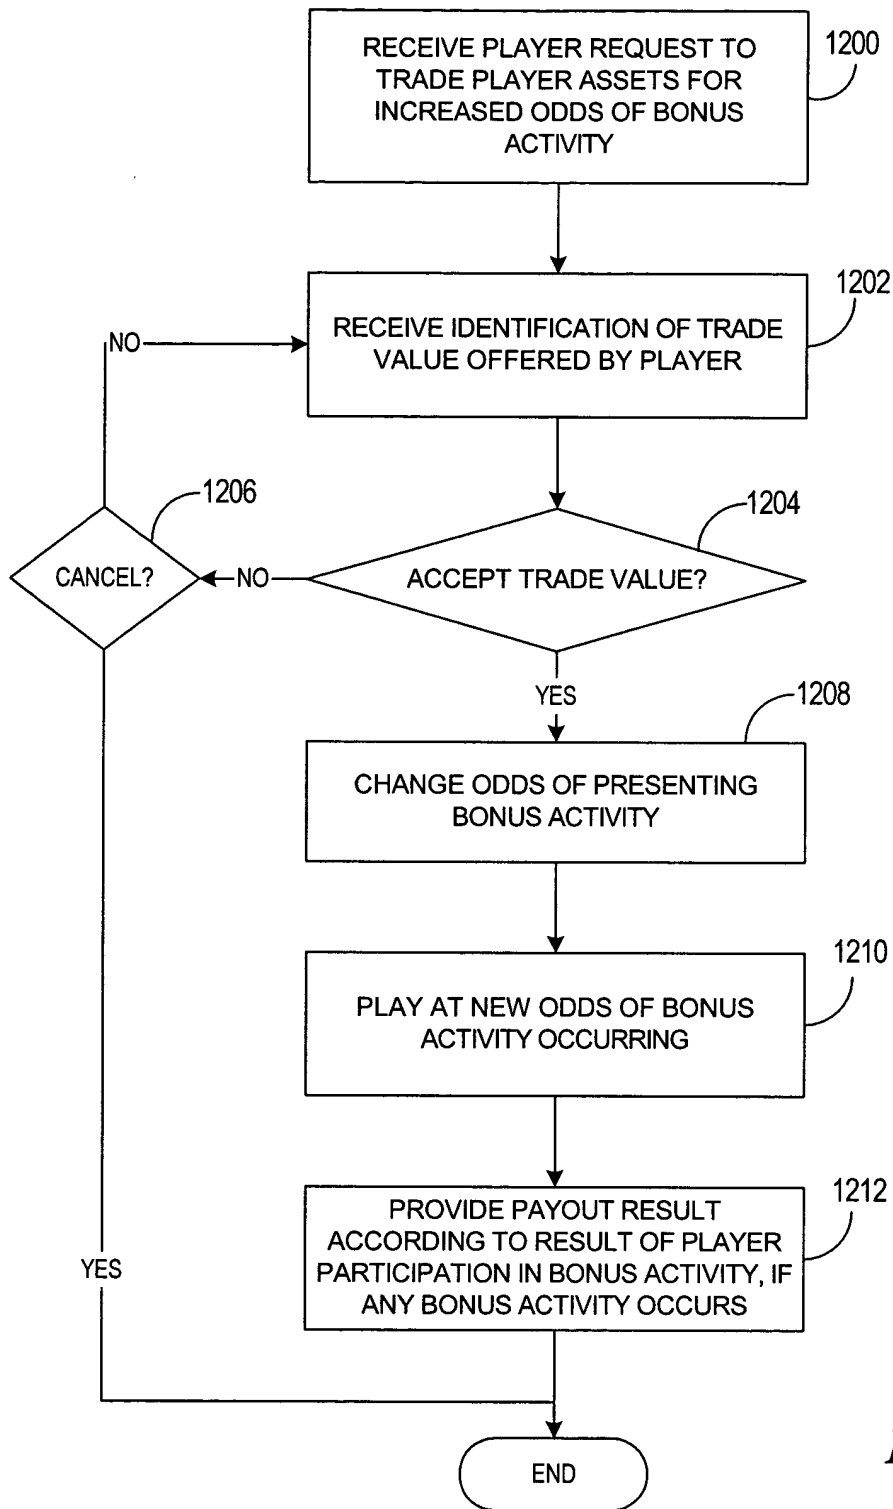 RECEIVE PLAYER REQUEST TO
TRADE PLAYER ASSETS FOR
INCREASED ODDS OF BONUS
ACTIVITY
1200
RECEIVE IDENTIFICATION OF TRADE
VALUE OFFERED BY PLAYER
1202
NO
1206
CANCEL?
NO
ACCEPT TRADE VALUE?
1204
YES
CHANGE ODDS OF PRESENTING
BONUS ACTIVITY
1208
PLAY AT NEW ODDS OF BONUS
ACTIVITY OCCURRING
1210
PROVIDE PAYOUT RESULT
ACCORDING TO RESULT OF PLAYER
PARTICIPATION IN BONUS ACTIVITY, IF
ANY BONUS ACTIVITY OCCURS
1212
YES
END